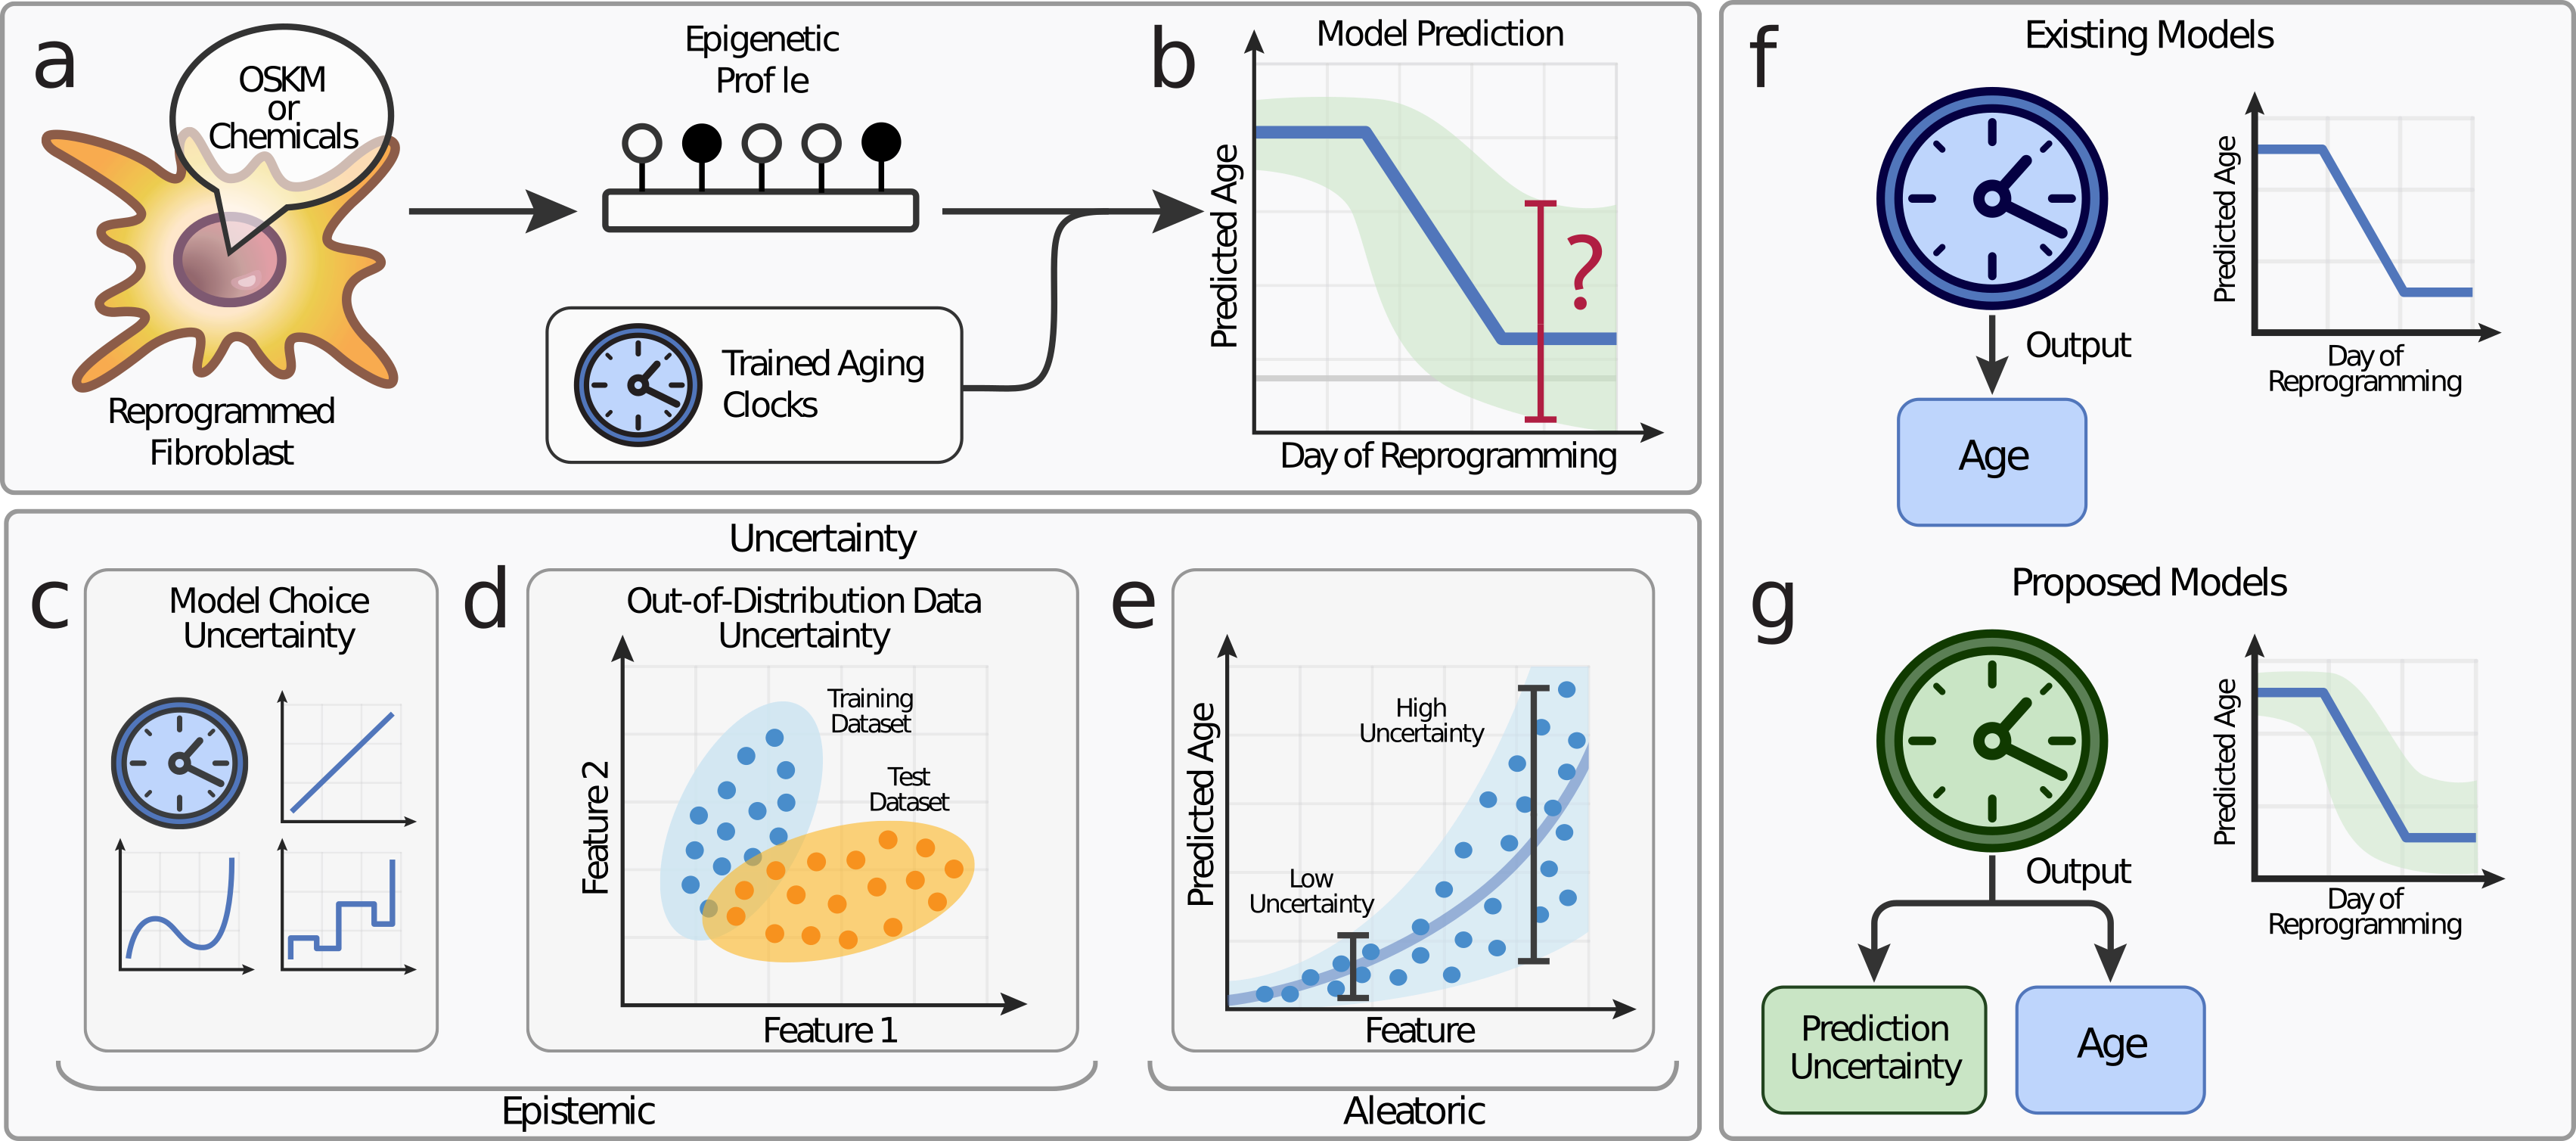 a
OSKM
or
Chemicals
Reprogrammed
Fibroblast
Epigenetic
Prof le
Trained Aging
Clocks
b
Model Prediction
Predicted Age
?
Day of Reprogramming
Uncertainty
c
Model Choice
Uncertainty
d
Out-of-Distribution Data
Uncertainty
Training
Dataset
Test
Dataset
Feature 2
Feature 1
Epistemic
e
Predicted Age
High
Uncertainty
Low
Uncertainty
Feature
Aleatoric
f
Existing Models
Output
Age
Predicted Age
Day of
Reprogramming
g
Proposed Models
Output
Prediction
Uncertainty
Age
Predicted Age
Day of
Reprogramming